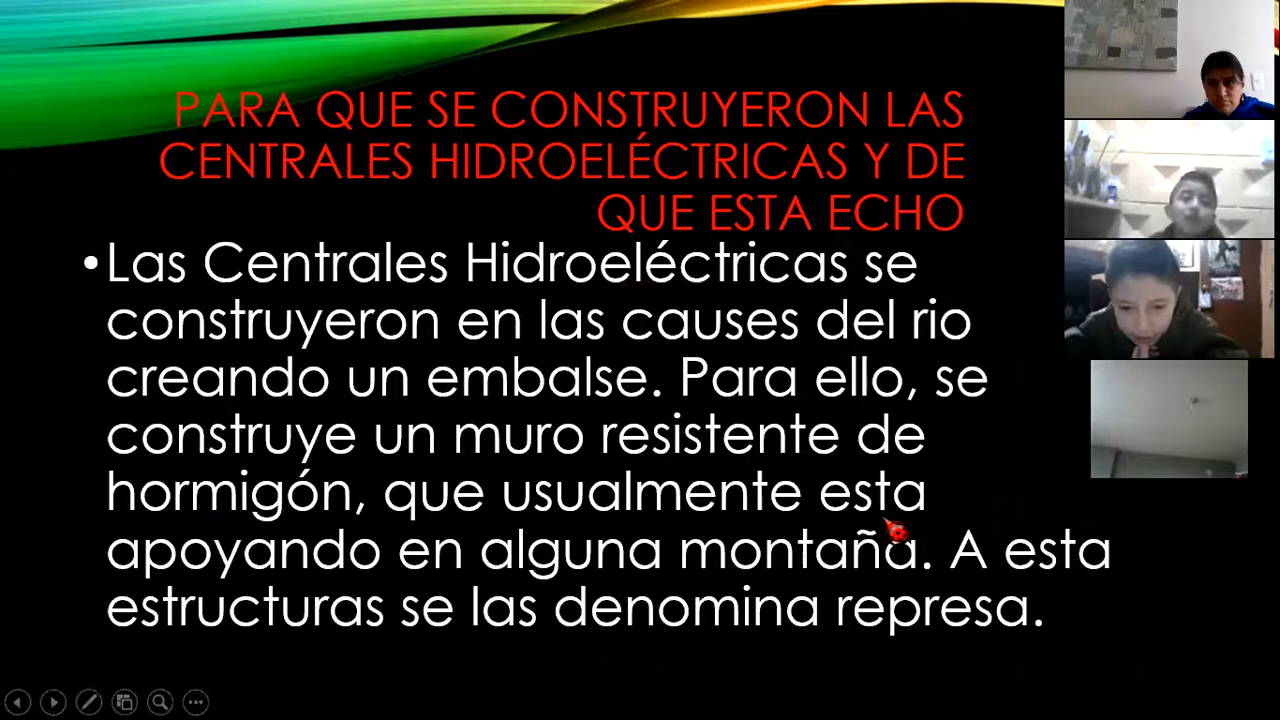 PARA QUE SE CONSTRUYERON LAS
CENTRALES HIDROELÉCTRICAS Y DE
QUE ESTA ECHO
•Las Centrales Hidroeléctricas se
construyeron en las causes del rio
creando un embalse. Para ello, se
construye un muro resistente de
hormigón, que usualmente esta
apoyando en alguna montaña. A esta
estructuras se las denomina represa.